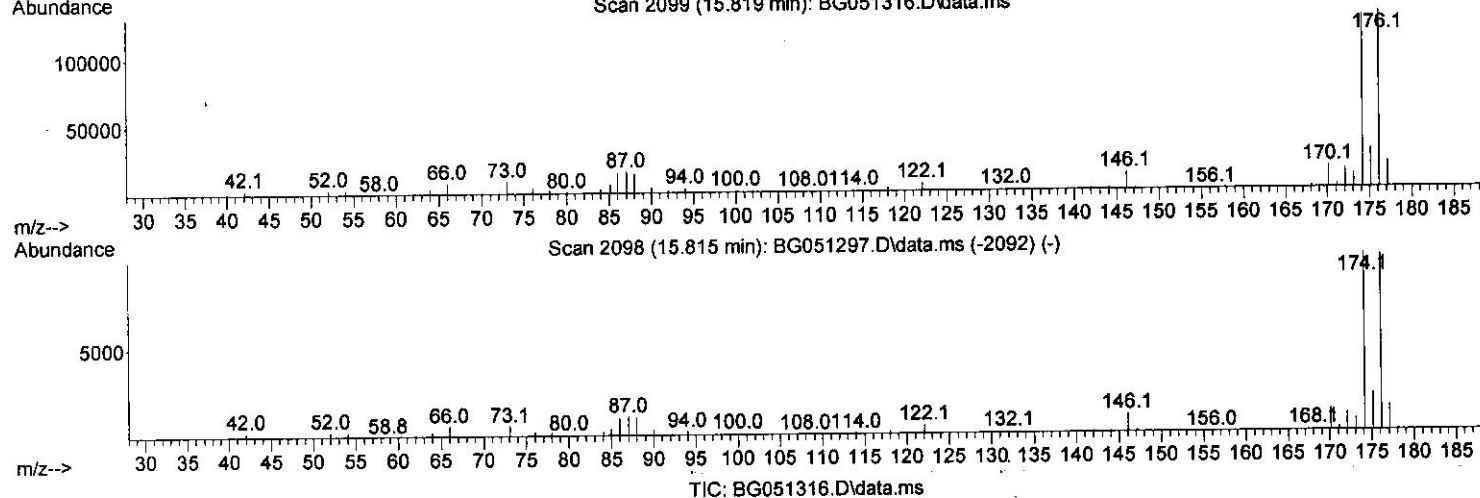 Abundance
Scan 2099 (15.819 min): BG051316.D\data.ms
176.1
100000
50000
42.1 52.0 58.0 66.0 73.0 80.0 87.0 94.0 100.0 108.0 114.0 122.1 132.0 146.1 156.1 170.1
30 35 40 45 50 55 60 65 70 75 80 85 90 95 100 105 110 115 120 125 130 135 140 145 150 155 160 165 170 175 180 185
m/z-->
Abundance
Scan 2098 (15.815 min): BG051297.D\data.ms (-2092) (-)
174.1
5000
42.0 52.0 58.8 66.0 73.1 80.0 87.0 94.0 100.0 108.0 114.0 122.1 132.1 146.1 156.0 168.1
30 35 40 45 50 55 60 65 70 75 80 85 90 95 100 105 110 115 120 125 130 135 140 145 150 155 160 165 170 175 180 185
m/z-->
TIC: BG051316.D\data.ms